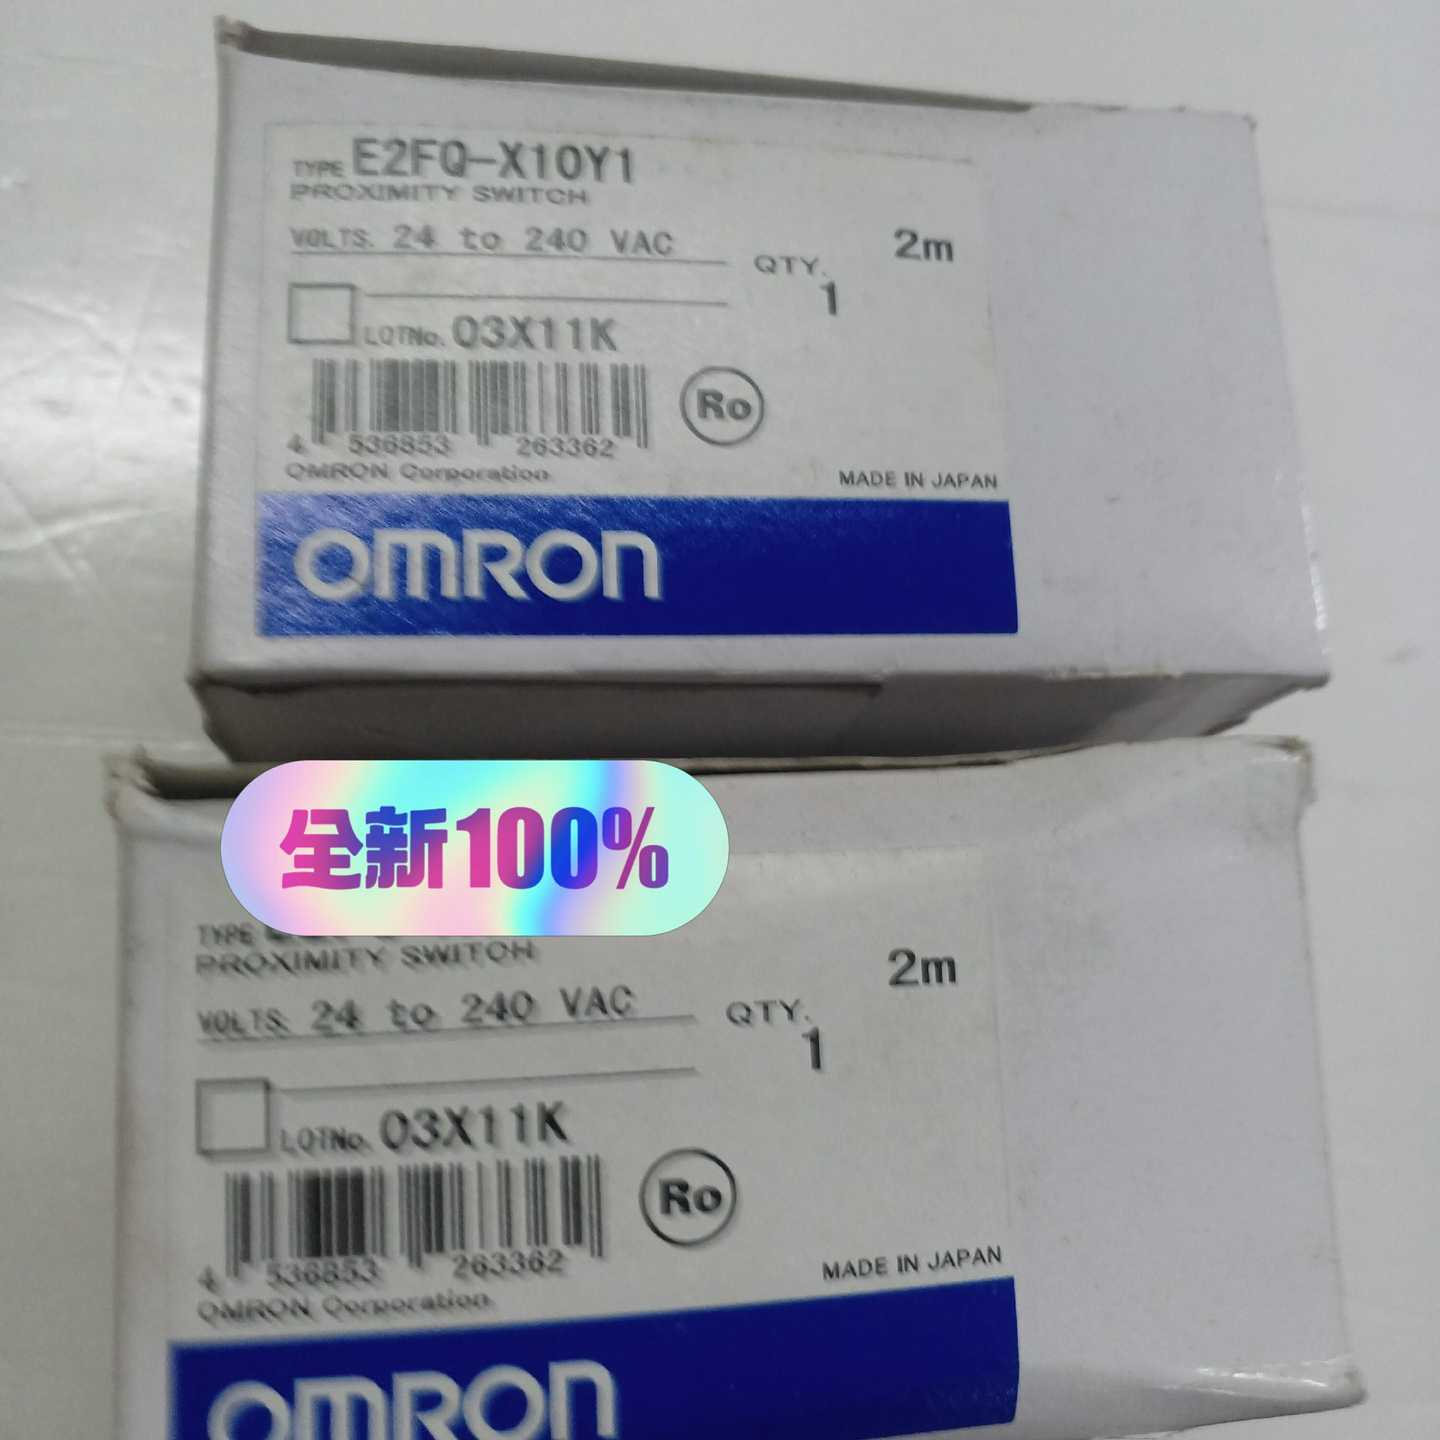 TYPE E2FQ-X10Y1
PROXIMITY SWITCH
VOLTS. 24 to 240 VAC
QTY. 1
2m
LOTNo. 03X11K
4 536853 263362
Ro
OMRON Corporation
MADE IN JAPAN
OMRON
全新100%
TYPE
PROXIMITY SWITCH
VOLTS. 24 to 240 VAC
QTY. 1
2m
LOTNo. 03X11K
4 536853 263362
Ro
OMRON Corporation
MADE IN JAPAN
OMRON